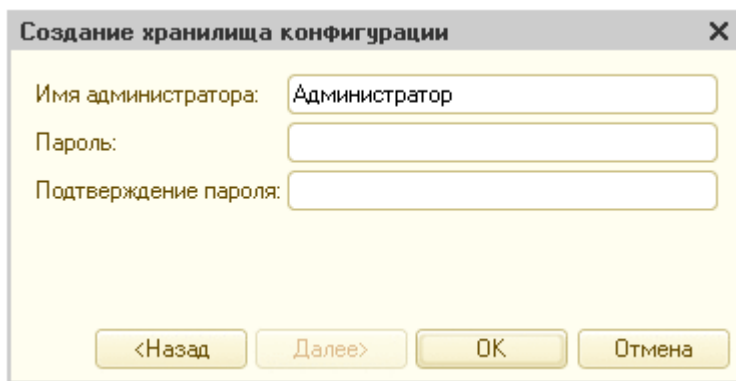 Создание хранилища конфигурации
Имя администратора: Администратор
Пароль:
Подтверждение пароля:
<Назад Далее> OK Отмена